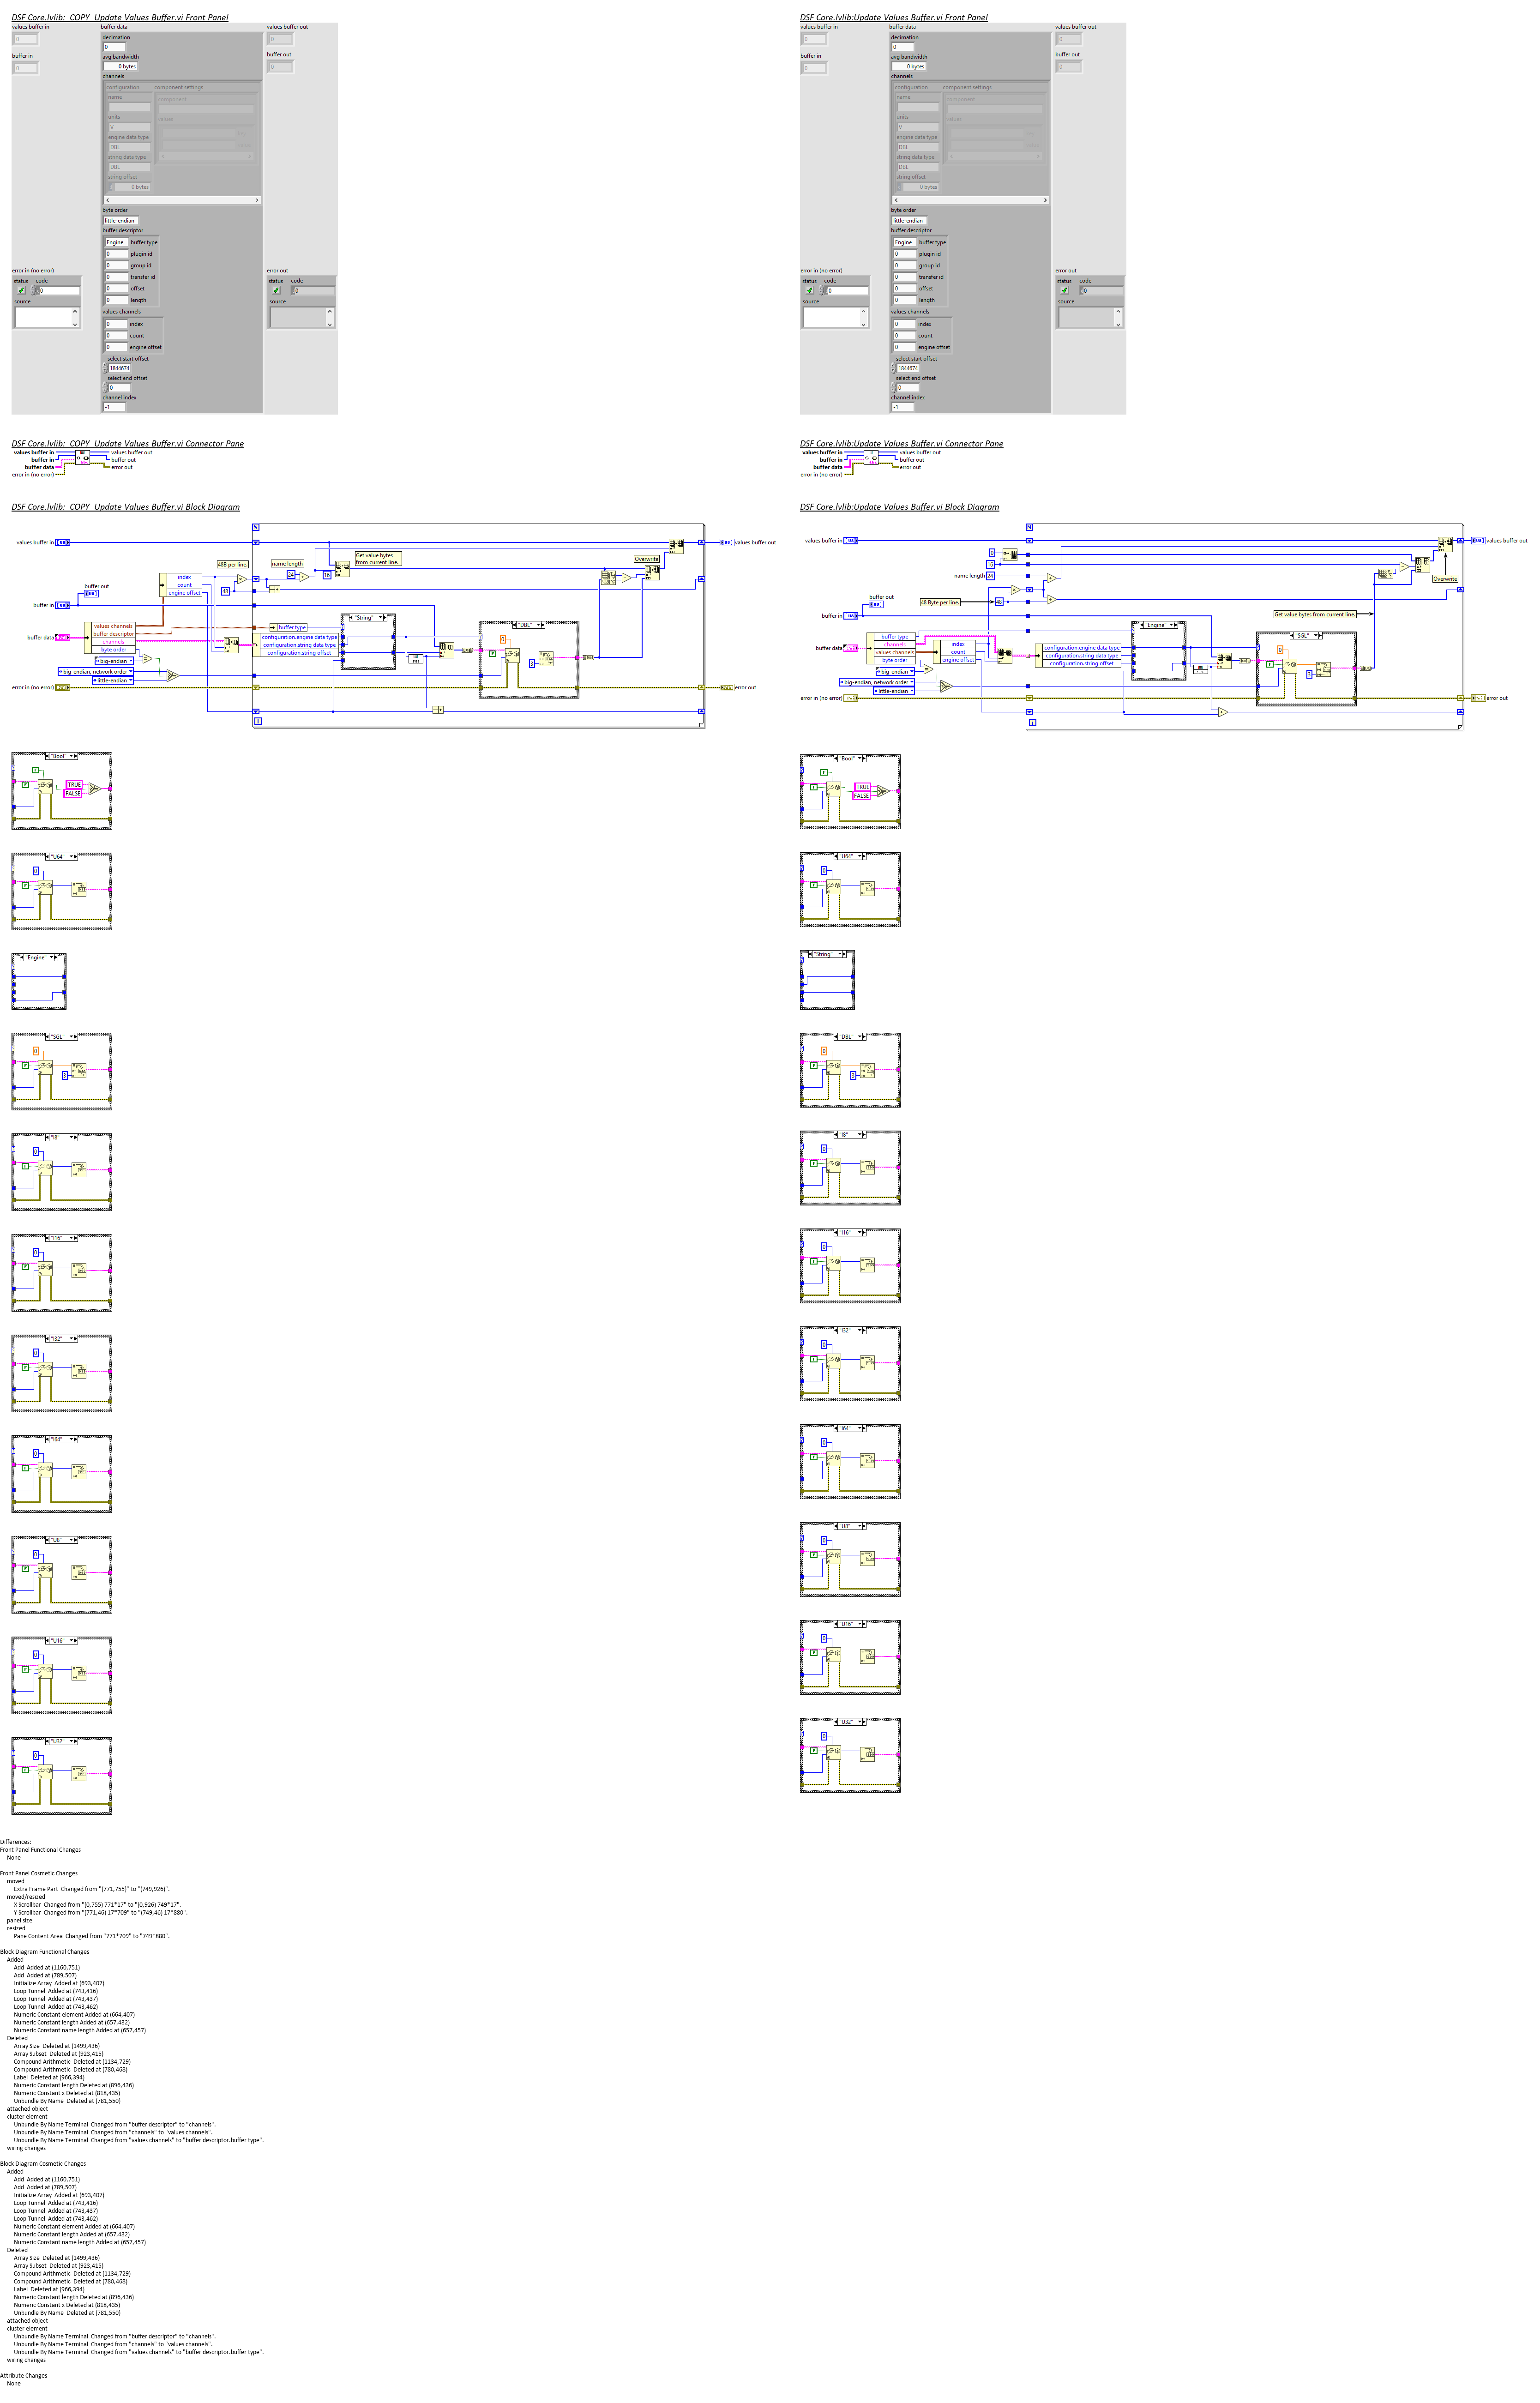 DSF Core.lvlib:  COPY  Update Values Buffer.vi Front Panel
values buffer in
buffer data
values buffer out
0
decimation
0
0
buffer in
avg bandwidth
buffer out
0
0 bytes
0
channels
configuration
component settings
name
component
units
values
V
engine data type
DBL
string data type
DBL
string offset
0 bytes
byte order
little-endian
buffer descriptor
Engine buffer type
0 plugin id
0 group id
error in (no error)
error out
0 transfer id
status code
status code
0 offset
0
0
0 length
source
source
values channels
0 index
0 count
0 engine offset
select start offset
1844674
select end offset
0
channel index
-1
DSF Core.lvlib:Update Values Buffer.vi Front Panel
values buffer in
buffer data
values buffer out
0
decimation
0
0
buffer in
avg bandwidth
buffer out
0
0 bytes
0
channels
configuration
component settings
name
component
units
values
V
engine data type
DBL
string data type
DBL
string offset
0 bytes
byte order
little-endian
buffer descriptor
Engine buffer type
0 plugin id
0 group id
error in (no error)
error out
0 transfer id
status code
status code
0 offset
0
0
0 length
source
source
values channels
0 index
0 count
0 engine offset
select start offset
1844674
select end offset
0
channel index
-1
DSF Core.lvlib:  COPY  Update Values Buffer.vi Connector Pane
values buffer in
values buffer out
buffer in
buffer out
buffer data
error out
error in (no error)
DSF Core.lvlib:Update Values Buffer.vi Connector Pane
values buffer in
values buffer out
buffer in
buffer out
buffer data
error out
error in (no error)
DSF Core.lvlib:  COPY  Update Values Buffer.vi Block Diagram
N
values buffer in
values buffer out
Get value bytes
from current line.
Overwrite
48B per line.
name length
index
24
16
count
48
engine offset
buffer out
buffer in
"String"
"DBL"
values channels
buffer type
buffer descriptor
configuration.engine data type
buffer data
channels
configuration.string data type
byte order
configuration.string offset
big-endian
0
F
3
big-endian, network order
little-endian
error in (no error)
error out
i
DSF Core.lvlib:Update Values Buffer.vi Block Diagram
N
values buffer in
values buffer out
0
16
name length 24
Overwrite
buffer out
48 Byte per line.
48
buffer in
Get value bytes from current line.
"Engine"
"SGL"
buffer type
channels
index
buffer data
values channels
count
configuration.engine data type
byte order
engine offset
configuration.string data type
configuration.string offset
big-endian
0
F
3
big-endian, network order
little-endian
error in (no error)
error out
i
"Bool"
F
F
TRUE
FALSE
"Bool"
F
F
TRUE
FALSE
"U64"
0
F
"U64"
0
F
"Engine"
"String"
"SGL"
0
F
3
"DBL"
0
F
3
"I8"
0
F
"I8"
0
F
"I16"
0
F
"I16"
0
F
"I32"
0
F
"I32"
0
F
"I64"
0
F
"I64"
0
F
"U8"
0
F
"U8"
0
F
"U16"
0
F
"U16"
0
F
"U32"
0
F
"U32"
0
F
Differences:
Front Panel Functional Changes
None
Front Panel Cosmetic Changes
moved
Extra Frame Part  Changed from "(771,755)" to "(749,926)".
moved/resized
X Scrollbar  Changed from "(0,755) 771*17" to "(0,926) 749*17".
Y Scrollbar  Changed from "(771,46) 17*709" to "(749,46) 17*880".
panel size
resized
Pane Content Area  Changed from "771*709" to "749*880".
Block Diagram Functional Changes
Added
Add  Added at (1160,751)
Add  Added at (789,507)
Initialize Array  Added at (693,407)
Loop Tunnel  Added at (743,416)
Loop Tunnel  Added at (743,437)
Loop Tunnel  Added at (743,462)
Numeric Constant element Added at (664,407)
Numeric Constant length Added at (657,432)
Numeric Constant name length Added at (657,457)
Deleted
Array Size  Deleted at (1499,436)
Array Subset  Deleted at (923,415)
Compound Arithmetic  Deleted at (1134,729)
Compound Arithmetic  Deleted at (780,468)
Label  Deleted at (966,394)
Numeric Constant length Deleted at (896,436)
Numeric Constant x Deleted at (818,435)
Unbundle By Name  Deleted at (781,550)
attached object
cluster element
Unbundle By Name Terminal  Changed from "buffer descriptor" to "channels".
Unbundle By Name Terminal  Changed from "channels" to "values channels".
Unbundle By Name Terminal  Changed from "values channels" to "buffer descriptor.buffer type".
wiring changes
Block Diagram Cosmetic Changes
Added
Add  Added at (1160,751)
Add  Added at (789,507)
Initialize Array  Added at (693,407)
Loop Tunnel  Added at (743,416)
Loop Tunnel  Added at (743,437)
Loop Tunnel  Added at (743,462)
Numeric Constant element Added at (664,407)
Numeric Constant length Added at (657,432)
Numeric Constant name length Added at (657,457)
Deleted
Array Size  Deleted at (1499,436)
Array Subset  Deleted at (923,415)
Compound Arithmetic  Deleted at (1134,729)
Compound Arithmetic  Deleted at (780,468)
Label  Deleted at (966,394)
Numeric Constant length Deleted at (896,436)
Numeric Constant x Deleted at (818,435)
Unbundle By Name  Deleted at (781,550)
attached object
cluster element
Unbundle By Name Terminal  Changed from "buffer descriptor" to "channels".
Unbundle By Name Terminal  Changed from "channels" to "values channels".
Unbundle By Name Terminal  Changed from "values channels" to "buffer descriptor.buffer type".
wiring changes
Attribute Changes
None